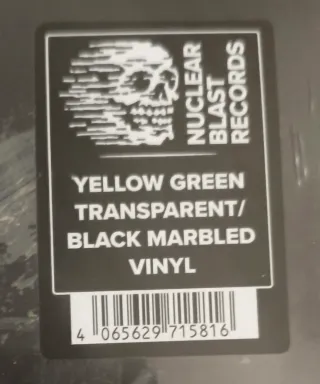 NUCLEAR
BLAST
RECORDS
YELLOW GREEN
TRANSPARENT/
BLACK MARBLED
VINYL
4 065629 715816